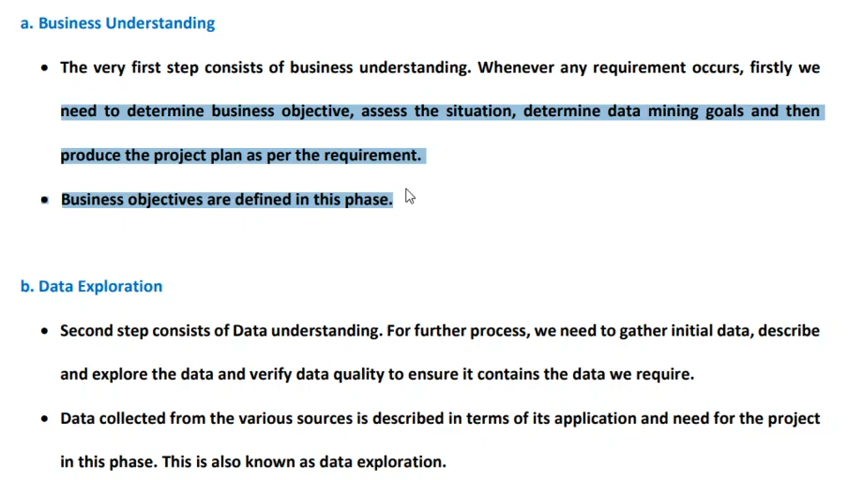 a. Business Understanding
• The very first step consists of business understanding. Whenever any requirement occurs, firstly we
need to determine business objective, assess the situation, determine data mining goals and then
produce the project plan as per the requirement.
• Business objectives are defined in this phase.
b. Data Exploration
• Second step consists of Data understanding. For further process, we need to gather initial data, describe
and explore the data and verify data quality to ensure it contains the data we require.
• Data collected from the various sources is described in terms of its application and need for the project
in this phase. This is also known as data exploration.